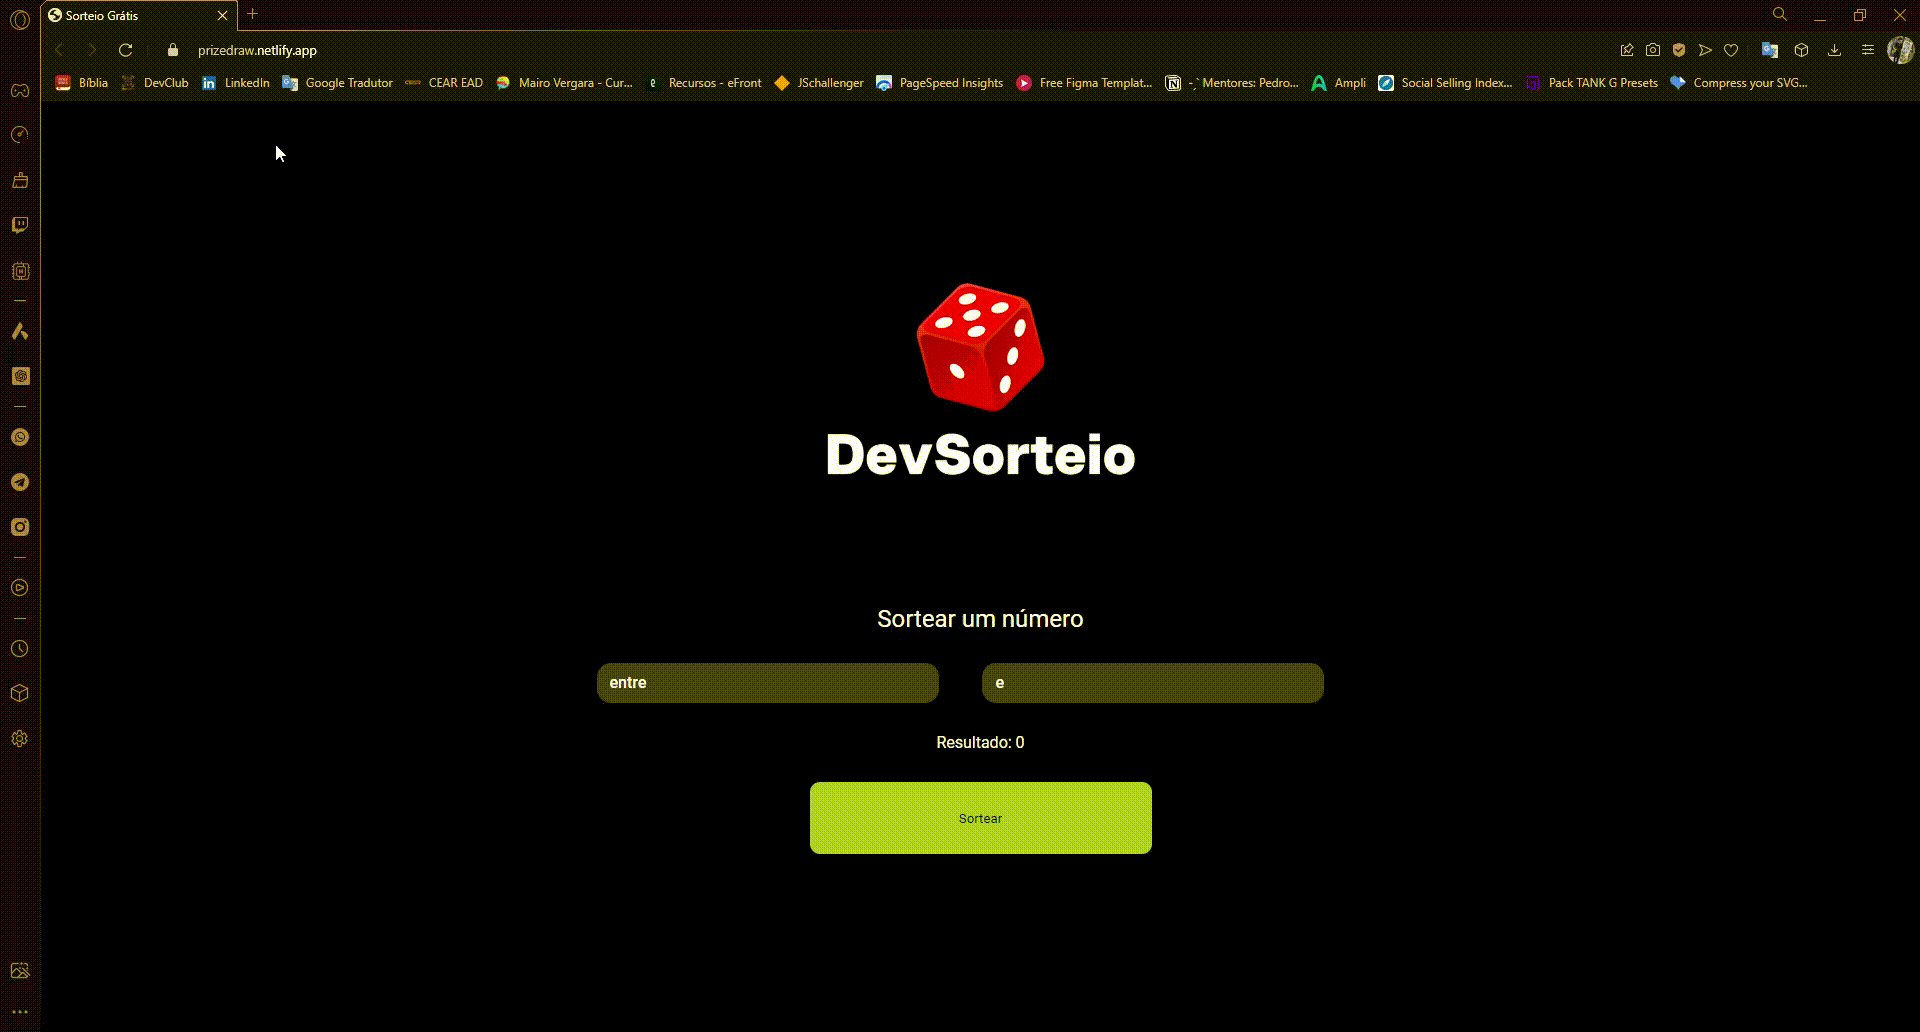 Sorteio Grátis
prizedraw.netlify.app
Bíblia DevClub LinkedIn Google Tradutor CEAR EAD Mairo Vergara - Cur... Recursos - eFront JSchallenger PageSpeed Insights Free Figma Templat... -ˏ` Mentores: Pedro... Ampli Social Selling Index... Pack TANK G Presets Compress your SVG...
DevSorteio
Sortear um número
entre e
Resultado: 0
Sortear